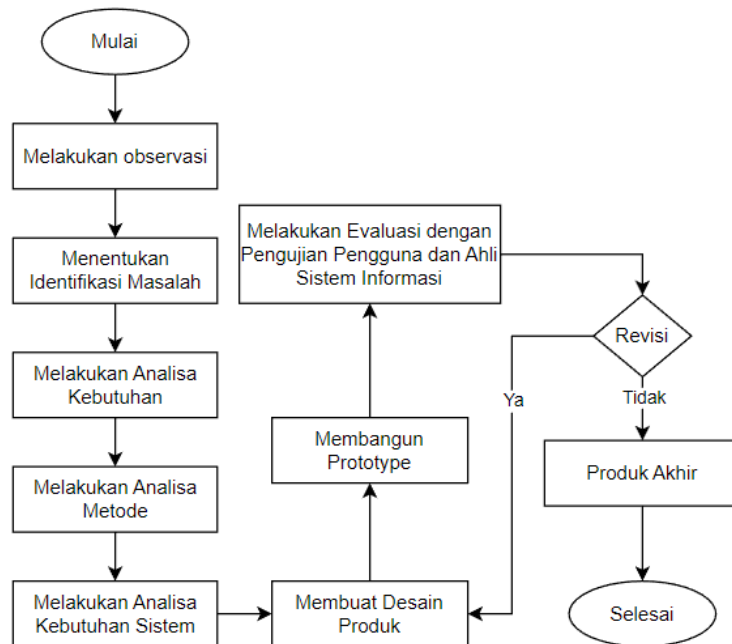 Mulai
Melakukan observasi
Menentukan
Identifikasi Masalah
Melakukan Analisa
Kebutuhan
Melakukan Analisa
Metode
Melakukan Analisa
Kebutuhan Sistem
Membuat Desain
Produk
Membangun
Prototype
Melakukan Evaluasi dengan
Pengujian Pengguna dan Ahli
Sistem Informasi
Revisi
Ya
Tidak
Produk Akhir
Selesai